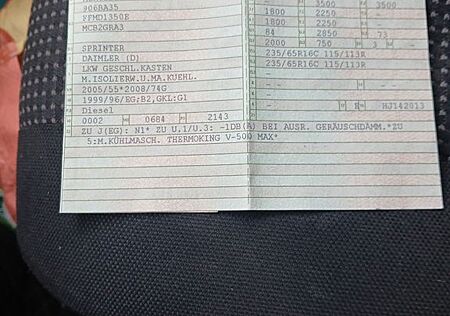 3500 3500
906BA35 1800 2250
FFMD1350E 1800 2250
MCB2GRA3 84 2850 73
2000 750 3 -
SPRINTER 235/65R16C 115/113R
DAIMLER (D) 235/65R16C 115/113R
LKW GESCHL.KASTEN -
M.ISOLIERW.U.MA.KUEHL. -
2005/55*2008/74G
1999/96/EG;B2,GKL:G1
Diesel - E HJ142013
0002 0684 2143
ZU J(EG): N1* ZU U.1/U.3: -1DB(A) BEI AUSR. GERÄUSCHDÄMM.*ZU
5:M.KÜHLMASCH. THERMOKING V-500 MAX*